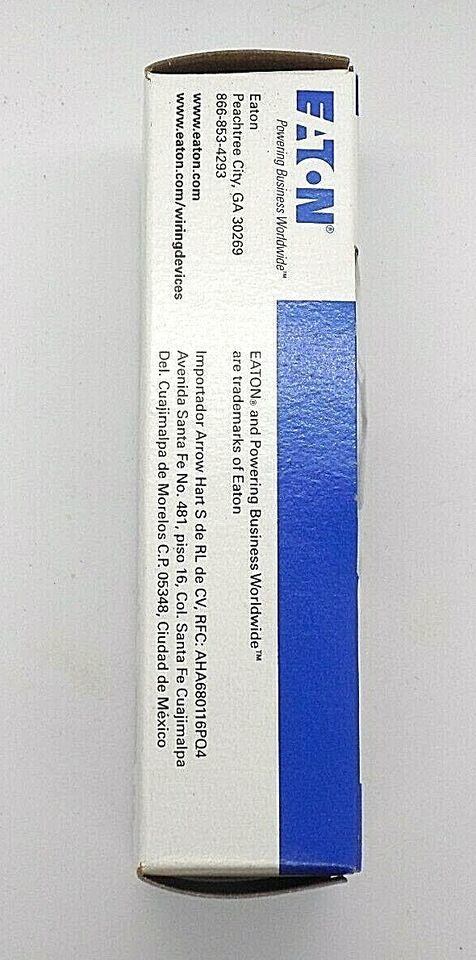 EATON®
Powering Business Worldwide™
Eaton
Peachtree City, GA 30269
866-853-4293
www.eaton.com
www.eaton.com/wiringdevices
EATON® and Powering Business Worldwide™
are trademarks of Eaton
Importador Arrow Hart S de RL de CV, RFC: AHA680116PQ4
Avenida Santa Fe No. 481, piso 16, Col. Santa Fe Cuajimalpa
Del. Cuajimalpa de Morelos C.P. 05348, Ciudad de México